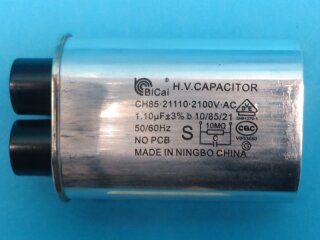 BiCai
H.V.CAPACITOR
CH85-21110-2100V·AC
1.10µF±3% b 10/85/21
50/60Hz
S
10MΩ
C
NO PCB
MADE IN NINGBO CHINA